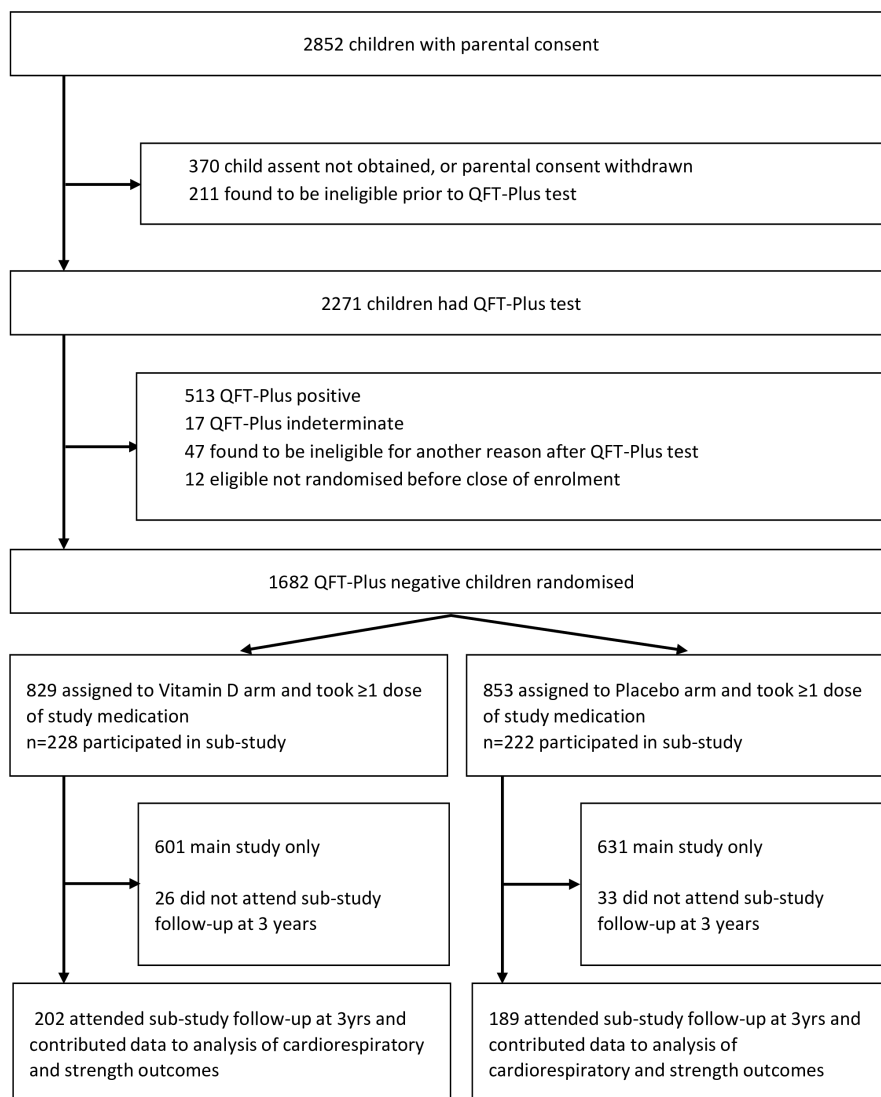 2852 children with parental consent
370 child assent not obtained, or parental consent withdrawn
211 found to be ineligible prior to QFT-Plus test
2271 children had QFT-Plus test
513 QFT-Plus positive
17 QFT-Plus indeterminate
47 found to be ineligible for another reason after QFT-Plus test
12 eligible not randomised before close of enrolment
1682 QFT-Plus negative children randomised
829 assigned to Vitamin D arm and took ≥1 dose
of study medication
n=228 participated in sub-study
853 assigned to Placebo arm and took ≥1 dose
of study medication
n=222 participated in sub-study
601 main study only
26 did not attend sub-study
follow-up at 3 years
631 main study only
33 did not attend sub-study
follow-up at 3 years
202 attended sub-study follow-up at 3yrs and
contributed data to analysis of cardiorespiratory
and strength outcomes
189 attended sub-study follow-up at 3yrs and
contributed data to analysis of
cardiorespiratory and strength outcomes